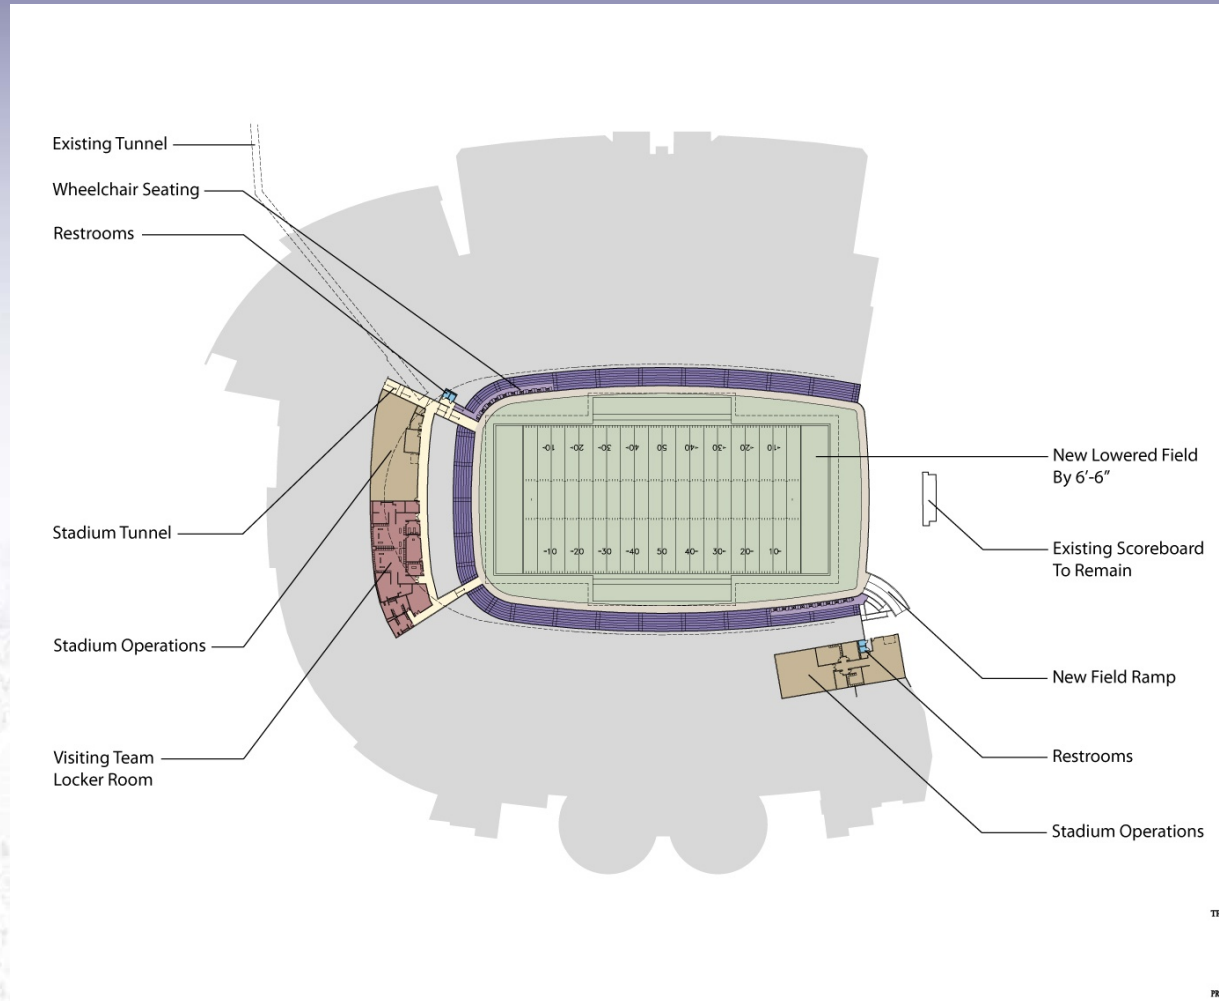 Existing Tunnel
Wheelchair Seating
Restrooms
Stadium Tunnel
Stadium Operations
Visiting Team
Locker Room
-10 -20 -30 -40 50 40- 30- 20- 10-
-10 -20 -30 -40 50 40- 30- 20- 10-
New Lowered Field
By 6’-6”
Existing Scoreboard
To Remain
New Field Ramp
Restrooms
Stadium Operations